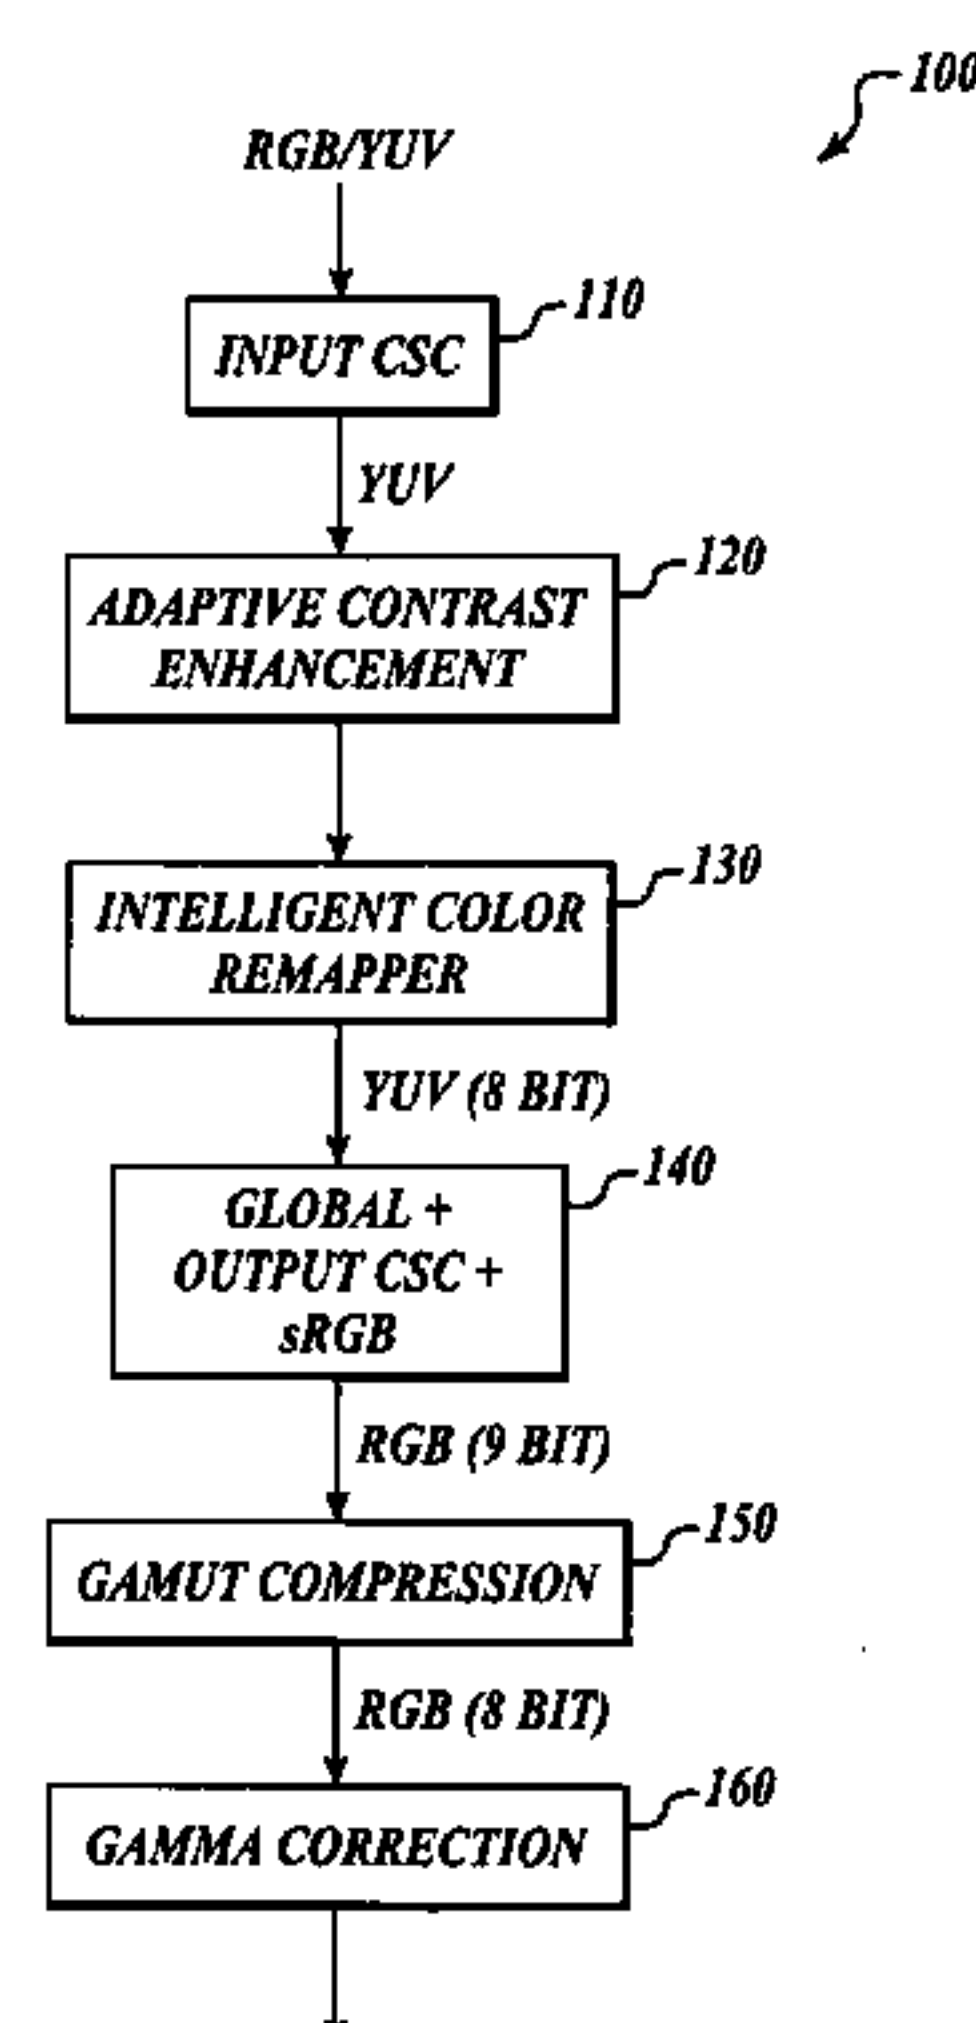 100
RGB/YUV
110
INPUT CSC
YUV
120
ADAPTIVE CONTRAST
ENHANCEMENT
130
INTELLIGENT COLOR
REMAPPER
YUV (8 BIT)
140
GLOBAL +
OUTPUT CSC +
sRGB
RGB (9 BIT)
150
GAMUT COMPRESSION
RGB (8 BIT)
160
GAMMA CORRECTION